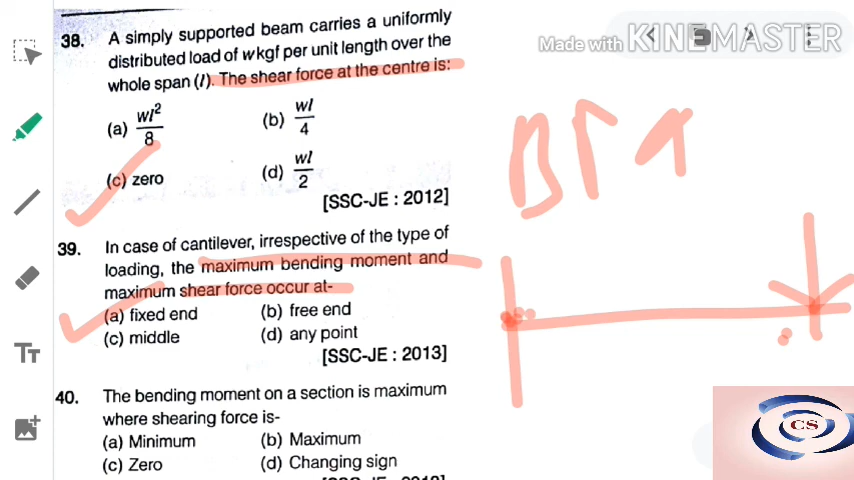 Made with KINEMASTER
38. A simply supported beam carries a uniformly
distributed load of w kgf per unit length over the
whole span (l). The shear force at the centre is:
(a) wl²/8 (b) wl/4
(c) zero (d) wl/2
[SSC-JE : 2012]
39. In case of cantilever, irrespective of the type of
loading, the maximum bending moment and
maximum shear force occur at-
(a) fixed end (b) free end
(c) middle (d) any point
[SSC-JE : 2013]
40. The bending moment on a section is maximum
where shearing force is-
(a) Minimum (b) Maximum
(c) Zero (d) Changing sign
TT
CS